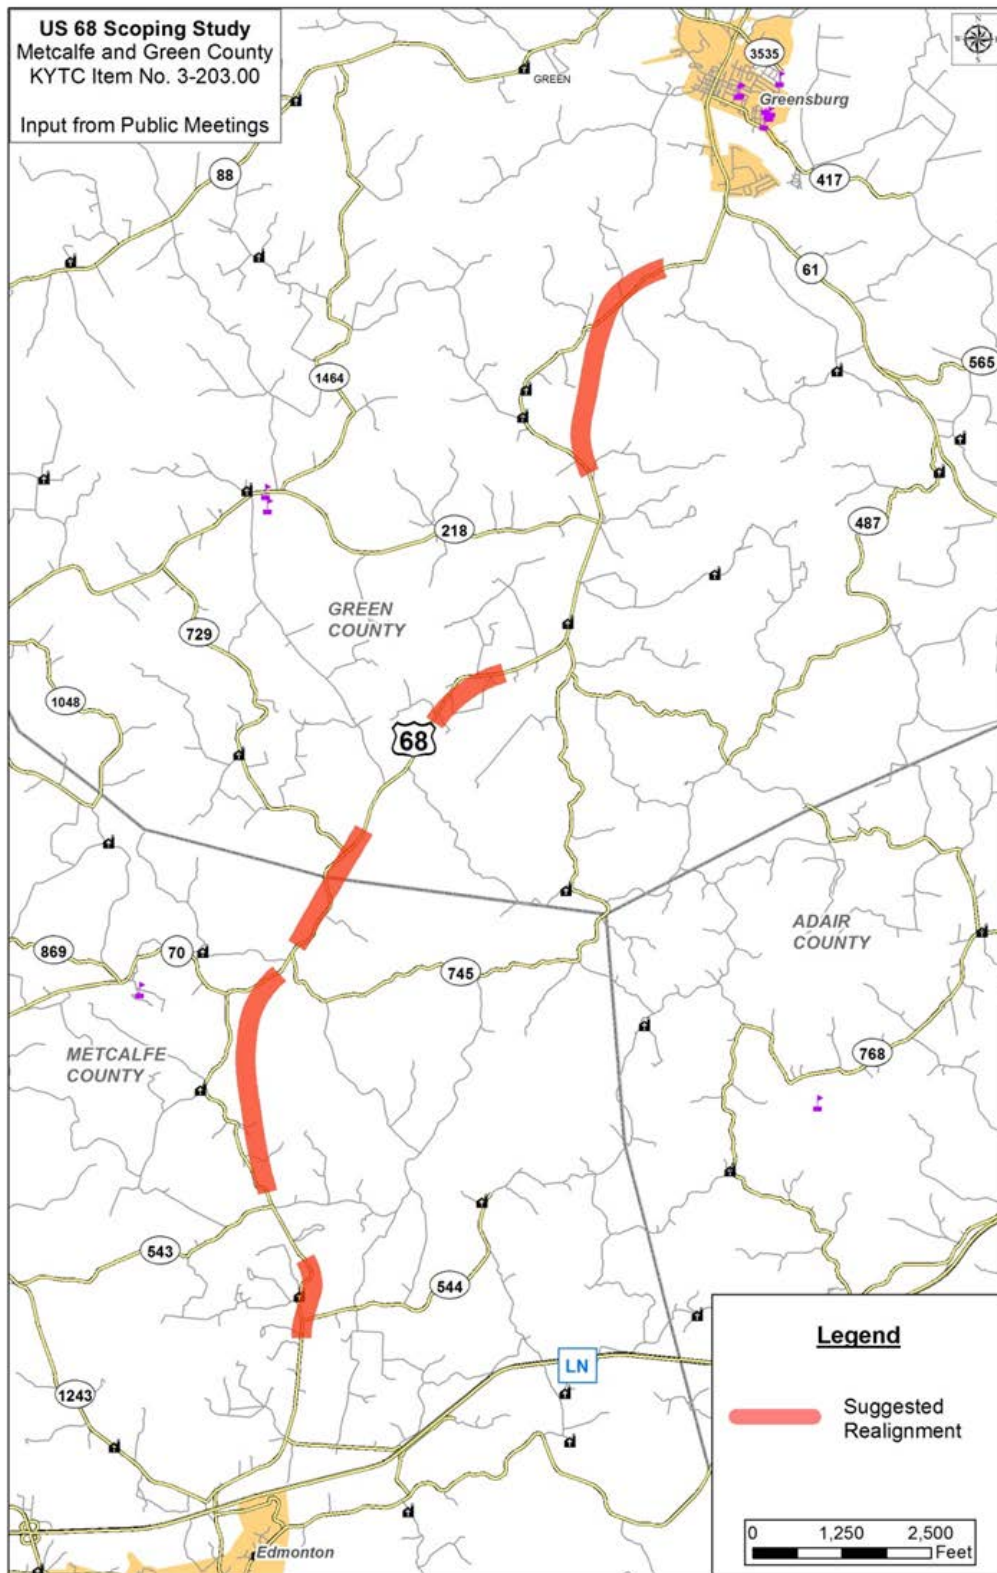 US 68 Scoping Study
Metcalfe and Green County
KYTC Item No. 3-203.00
Input from Public Meetings
3535
GREEN
Greensburg
88
417
61
565
1464
218
487
GREEN
COUNTY
729
1048
68
ADAIR
COUNTY
869
70
745
METCALFE
COUNTY
768
543
544
LN
1243
Edmonton
Legend
Suggested
Realignment
0 1,250 2,500
Feet